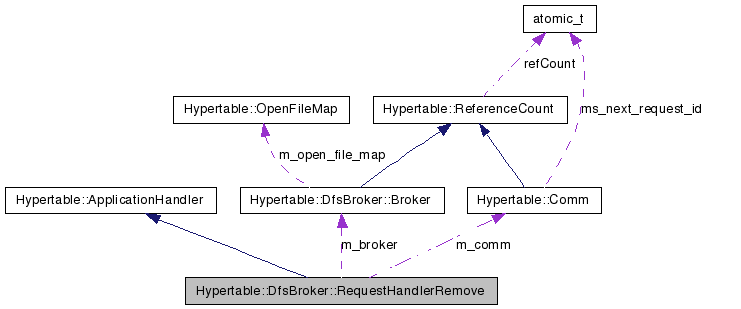 atomic_t
refCount
Hypertable::OpenFileMap
Hypertable::ReferenceCount
ms_next_request_id
m_open_file_map
Hypertable::ApplicationHandler
Hypertable::DfsBroker::Broker
Hypertable::Comm
m_broker
m_comm
Hypertable::DfsBroker::RequestHandlerRemove